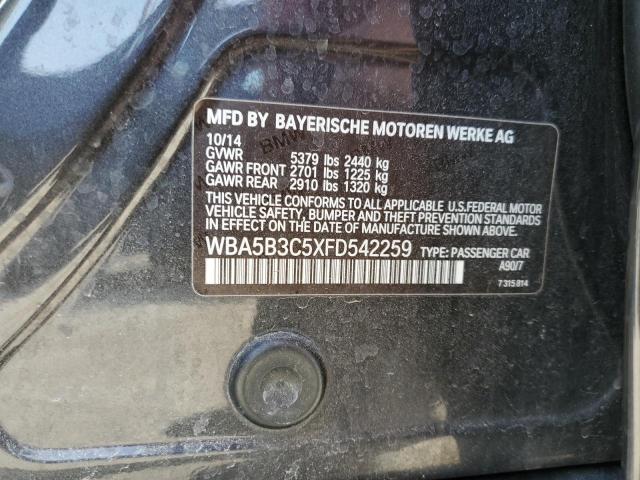 MFD BY BAYERISCHE MOTOREN WERKE AG
10/14
GVWR 5379 lbs 2440 kg
GAWR FRONT 2701 lbs 1225 kg
GAWR REAR 2910 lbs 1320 kg
THIS VEHICLE CONFORMS TO ALL APPLICABLE U.S. FEDERAL MOTOR
VEHICLE SAFETY, BUMPER AND THEFT PREVENTION STANDARDS
IN EFFECT ON THE DATE OF MANUFACTURE SHOWN ABOVE.
WBA5B3C5XFD542259 TYPE: PASSENGER CAR
A90/7
7 315 814